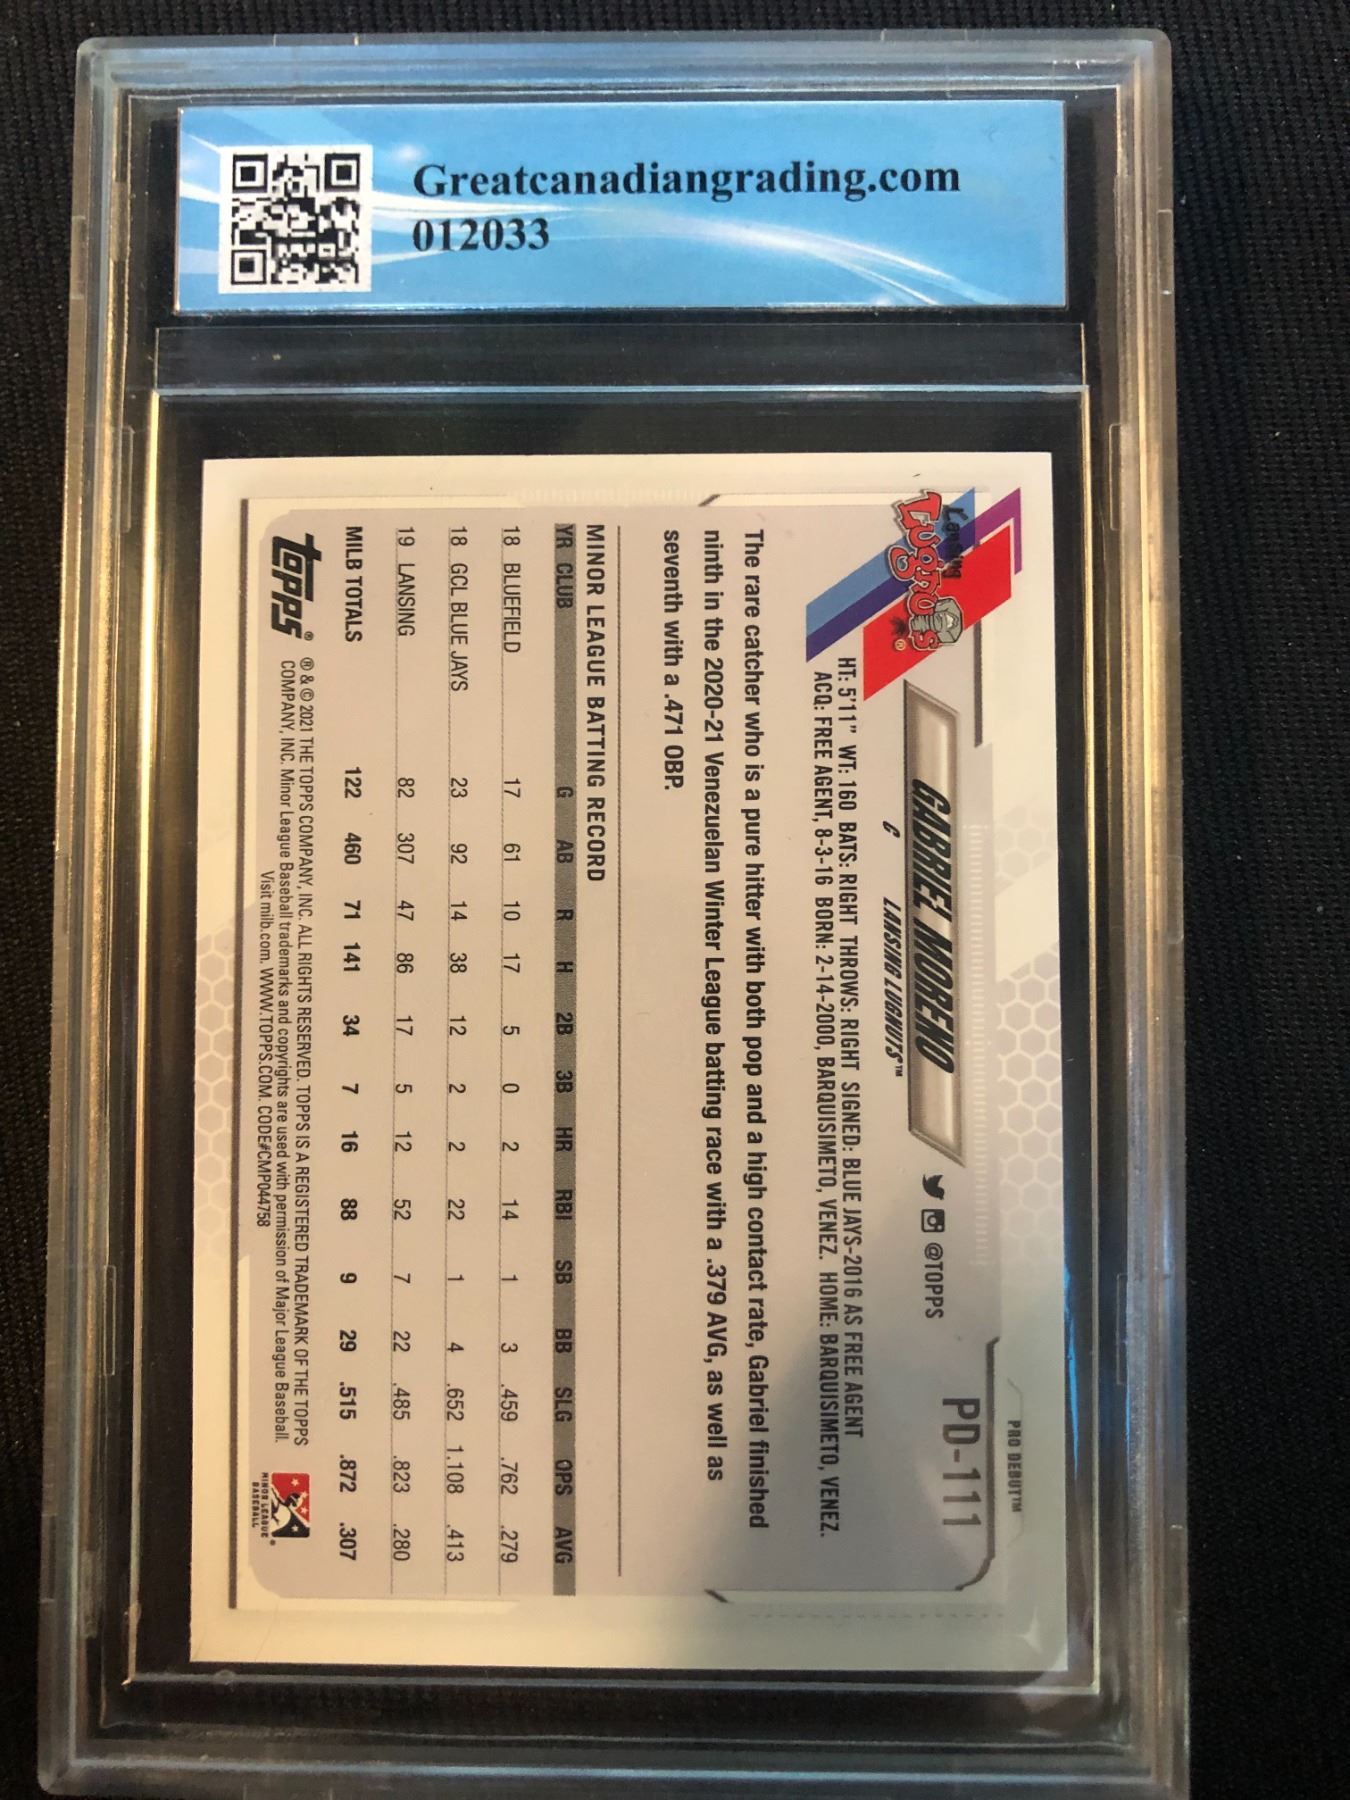 Greatcanadiangrading.com
012033
PRO DEBUT™
PD-111
@TOPPS
Lansing
Lugnuts®
GABRIEL MORENO
C LANSING LUGNUTS™
HT: 5'11" WT: 160 BATS: RIGHT THROWS: RIGHT SIGNED: BLUE JAYS-2016 AS FREE AGENT
ACQ: FREE AGENT, 8-3-16 BORN: 2-14-2000, BARQUISIMETO, VENEZ. HOME: BARQUISIMETO, VENEZ.
The rare catcher who is a pure hitter with both pop and a high contact rate, Gabriel finished
ninth in the 2020-21 Venezuelan Winter League batting race with a .379 AVG, as well as
seventh with a .471 OBP.
MINOR LEAGUE BATTING RECORD
YR CLUB G AB R H 2B 3B HR RBI SB BB SLG OPS AVG
18 BLUEFIELD 17 61 10 17 5 0 2 14 1 3 .459 .762 .279
18 GCL BLUE JAYS 23 92 14 38 12 2 2 22 1 4 .652 1.108 .413
19 LANSING 82 307 47 86 17 5 12 52 7 22 .485 .823 .280
MILB TOTALS 122 460 71 141 34 7 16 88 9 29 .515 .872 .307
topps®
® & © 2021 THE TOPPS COMPANY, INC. ALL RIGHTS RESERVED. TOPPS IS A REGISTERED TRADEMARK OF THE TOPPS
COMPANY, INC. Minor League Baseball trademarks and copyrights are used with permission of Major League Baseball.
Visit milb.com. WWW.TOPPS.COM. CODE#CMP044758
MINOR LEAGUE
BASEBALL®